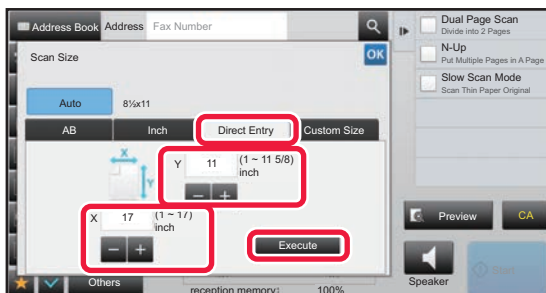 Address Book Address Fax Number
Dual Page Scan
Divide into 2 Pages
N-Up
Put Multiple Pages in A Page
Slow Scan Mode
Scan Thin Paper Original
Scan Size
OK
Auto 8½x11
AB Inch Direct Entry Custom Size
X
Y
Y 11 (1 ~ 11 5/8)
inch
X 17 (1 ~ 17)
inch
Execute
Preview CA
Others
reception memory: 100%
Speaker
Start